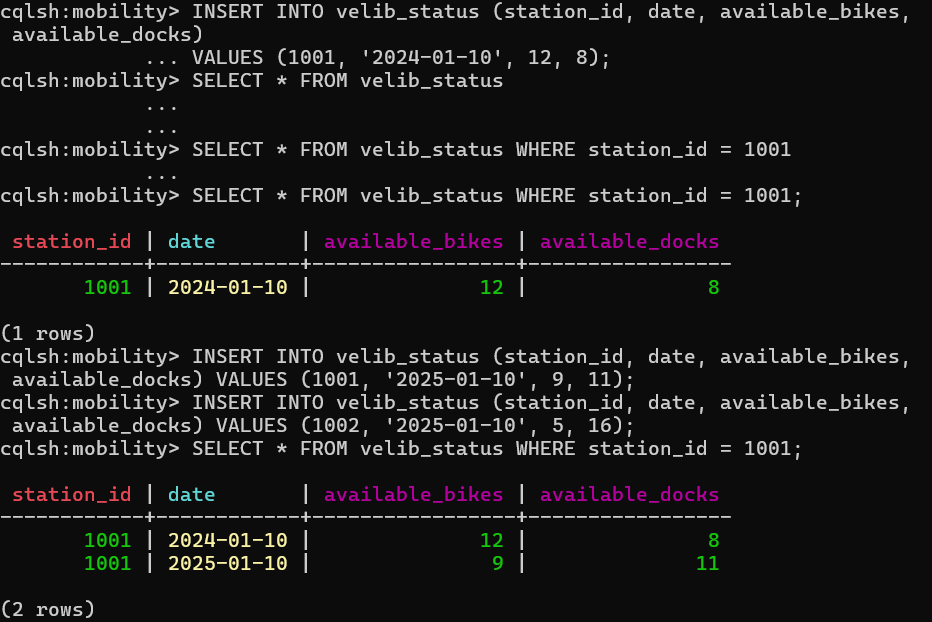 cqlsh:mobility> INSERT INTO velib_status (station_id, date, available_bikes,
 available_docks)
            ... VALUES (1001, '2024-01-10', 12, 8);
cqlsh:mobility> SELECT * FROM velib_status
            ...
            ...
cqlsh:mobility> SELECT * FROM velib_status WHERE station_id = 1001
            ...
cqlsh:mobility> SELECT * FROM velib_status WHERE station_id = 1001;

 station_id | date       | available_bikes | available_docks
------------+------------+-----------------+-----------------
       1001 | 2024-01-10 |              12 |               8

(1 rows)
cqlsh:mobility> INSERT INTO velib_status (station_id, date, available_bikes,
 available_docks) VALUES (1001, '2025-01-10', 9, 11);
cqlsh:mobility> INSERT INTO velib_status (station_id, date, available_bikes,
 available_docks) VALUES (1002, '2025-01-10', 5, 16);
cqlsh:mobility> SELECT * FROM velib_status WHERE station_id = 1001;

 station_id | date       | available_bikes | available_docks
------------+------------+-----------------+-----------------
       1001 | 2024-01-10 |              12 |               8
       1001 | 2025-01-10 |               9 |              11

(2 rows)